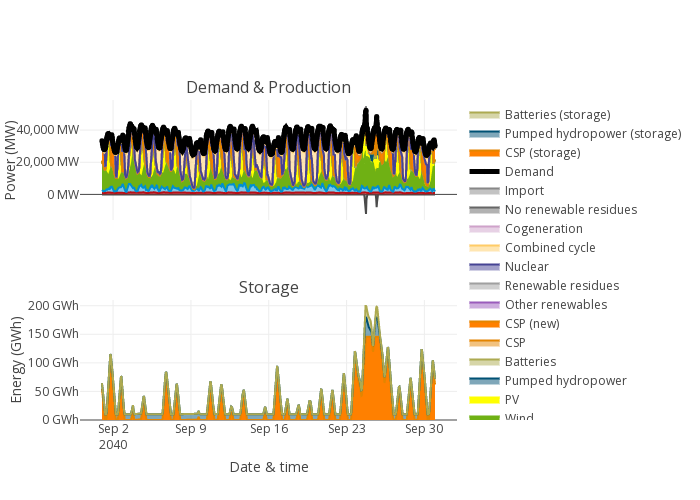 Demand & Production
Power (MW)
40,000 MW
20,000 MW
0 MW
Storage
Energy (GWh)
200 GWh
150 GWh
100 GWh
50 GWh
0 GWh
Sep 2
2040
Sep 9
Sep 16
Sep 23
Sep 30
Date & time
Batteries (storage)
Pumped hydropower (storage)
CSP (storage)
Demand
Import
No renewable residues
Cogeneration
Combined cycle
Nuclear
Renewable residues
Other renewables
CSP (new)
CSP
Batteries
Pumped hydropower
PV
Wind